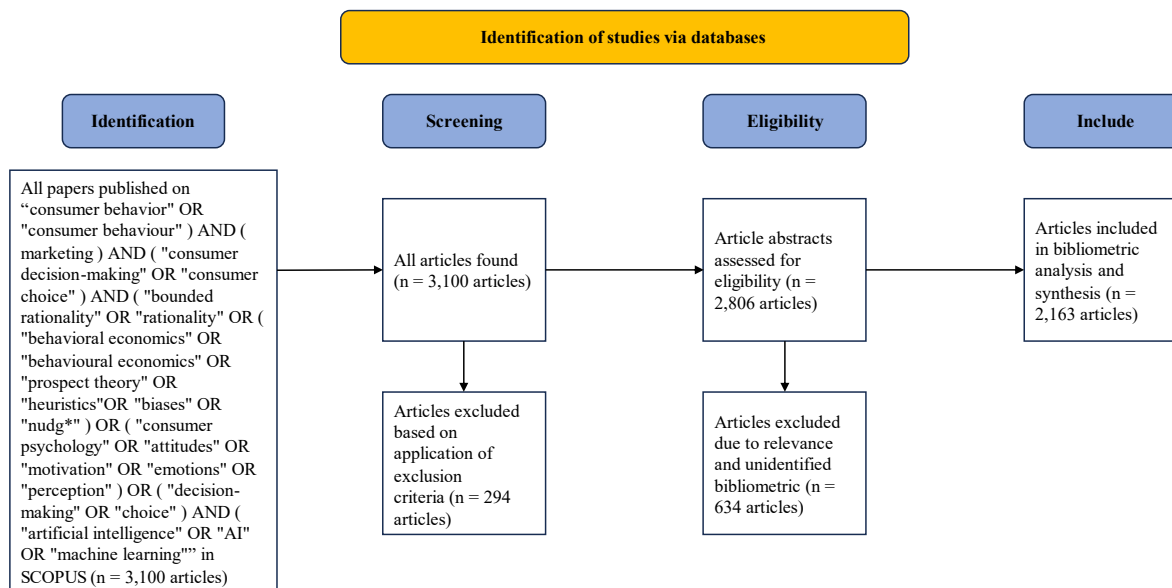 Identification of studies via databases
Identification
Screening
Eligibility
Include
All papers published on
“consumer behavior" OR
"consumer behaviour" ) AND (
marketing ) AND ( "consumer
decision-making" OR "consumer
choice" ) AND ( "bounded
rationality" OR "rationality" OR (
"behavioral economics" OR
"behavioural economics" OR
"prospect theory" OR
"heuristics"OR "biases" OR
"nudg*" ) OR ( "consumer
psychology" OR "attitudes" OR
"motivation" OR "emotions" OR
"perception" ) OR ( "decision-
making" OR "choice" ) AND (
"artificial intelligence" OR "AI"
OR "machine learning"” in
SCOPUS (n = 3,100 articles)
All articles found
(n = 3,100 articles)
Articles excluded
based on
application of
exclusion
criteria (n = 294
articles)
Article abstracts
assessed for
eligibility (n =
2,806 articles)
Articles excluded
due to relevance
and unidentified
bibliometric (n =
634 articles)
Articles included
in bibliometric
analysis and
synthesis (n =
2,163 articles)